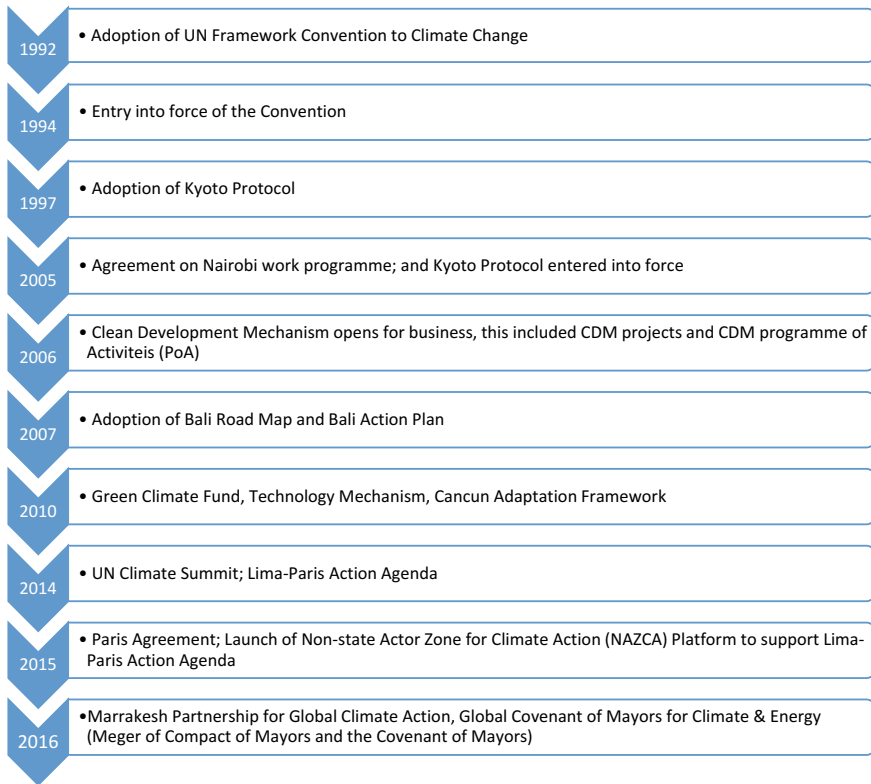 1992
• Adoption of UN Framework Convention to Climate Change
1994
• Entry into force of the Convention
1997
• Adoption of Kyoto Protocol
2005
• Agreement on Nairobi work programme; and Kyoto Protocol entered into force
2006
• Clean Development Mechanism opens for business, this included CDM projects and CDM programme of
Activiteis (PoA)
2007
• Adoption of Bali Road Map and Bali Action Plan
2010
• Green Climate Fund, Technology Mechanism, Cancun Adaptation Framework
2014
• UN Climate Summit; Lima-Paris Action Agenda
2015
• Paris Agreement; Launch of Non-state Actor Zone for Climate Action (NAZCA) Platform to support Lima-
Paris Action Agenda
2016
•Marrakesh Partnership for Global Climate Action, Global Covenant of Mayors for Climate & Energy
(Meger of Compact of Mayors and the Covenant of Mayors)